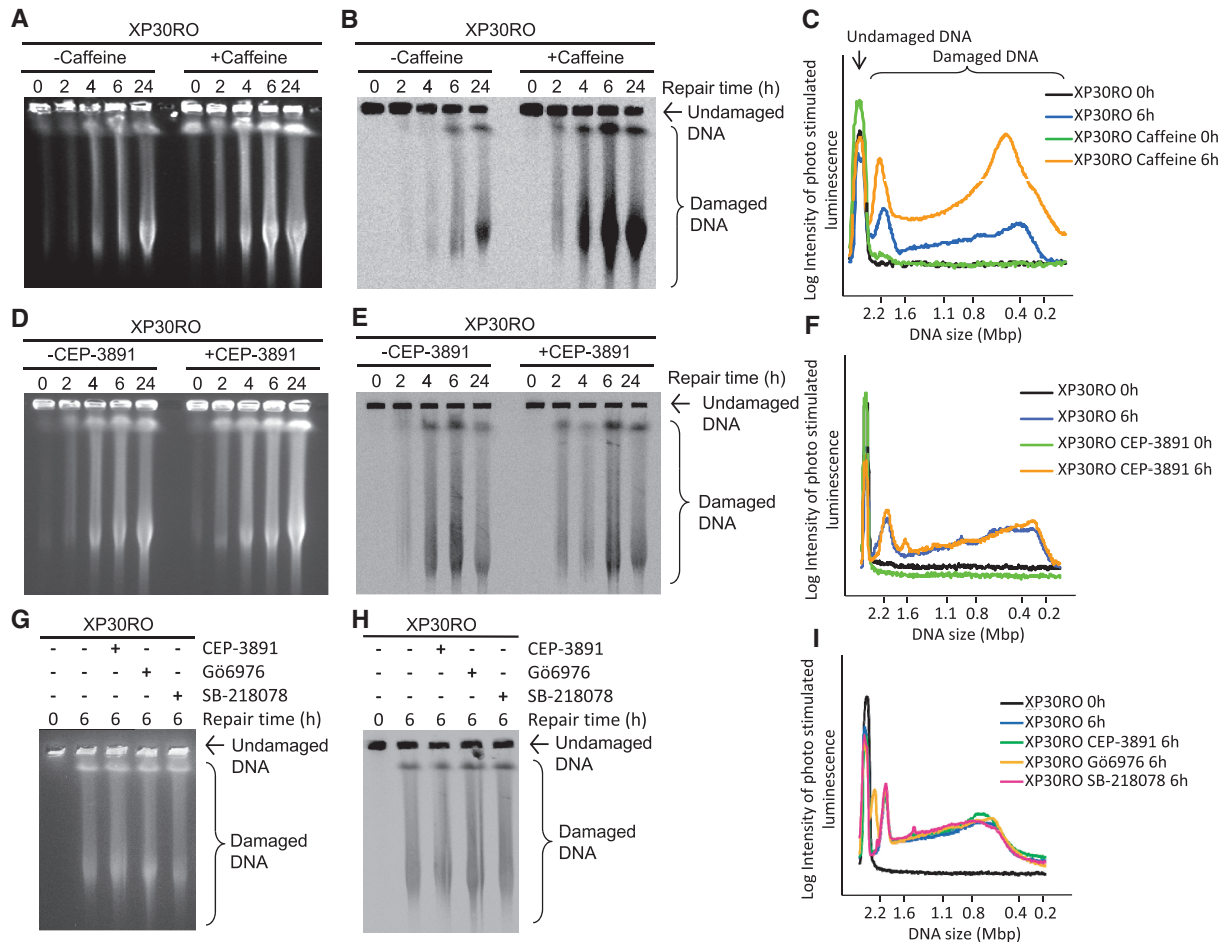 A
XP30RO
-Caffeine +Caffeine
0 2 4 6 24 0 2 4 6 24
B
XP30RO
-Caffeine +Caffeine
0 2 4 6 24 0 2 4 6 24 Repair time (h)
← Undamaged
DNA
Damaged
DNA
C
Undamaged DNA
Damaged DNA
XP30RO 0h
XP30RO 6h
XP30RO Caffeine 0h
XP30RO Caffeine 6h
Log Intensity of photo stimulated
luminescence
2.2 1.6 1.1 0.8 0.4 0.2
DNA size (Mbp)
D
XP30RO
-CEP-3891 +CEP-3891
0 2 4 6 24 0 2 4 6 24
E
XP30RO
-CEP-3891 +CEP-3891
0 2 4 6 24 0 2 4 6 24
Repair time (h)
← Undamaged
DNA
Damaged
DNA
F
XP30RO 0h
XP30RO 6h
XP30RO CEP-3891 0h
XP30RO CEP-3891 6h
Log Intensity of photo stimulated
luminescence
2.2 1.6 1.1 0.8 0.4 0.2
DNA size (Mbp)
G
XP30RO
- - + - - CEP-3891
- - - + - Gö6976
- - - - + SB-218078
0 6 6 6 6 Repair time (h)
← Undamaged
DNA
Damaged
DNA
H
XP30RO
- - + - - CEP-3891
- - - + - Gö6976
- - - - + SB-218078
0 6 6 6 6 Repair time (h)
← Undamaged
DNA
Damaged
DNA
I
XP30RO 0h
XP30RO 6h
XP30RO CEP-3891 6h
XP30RO Gö6976 6h
XP30RO SB-218078 6h
Log Intensity of photo stimulated
luminescence
2.2 1.6 1.1 0.8 0.4 0.2
DNA size (Mbp)